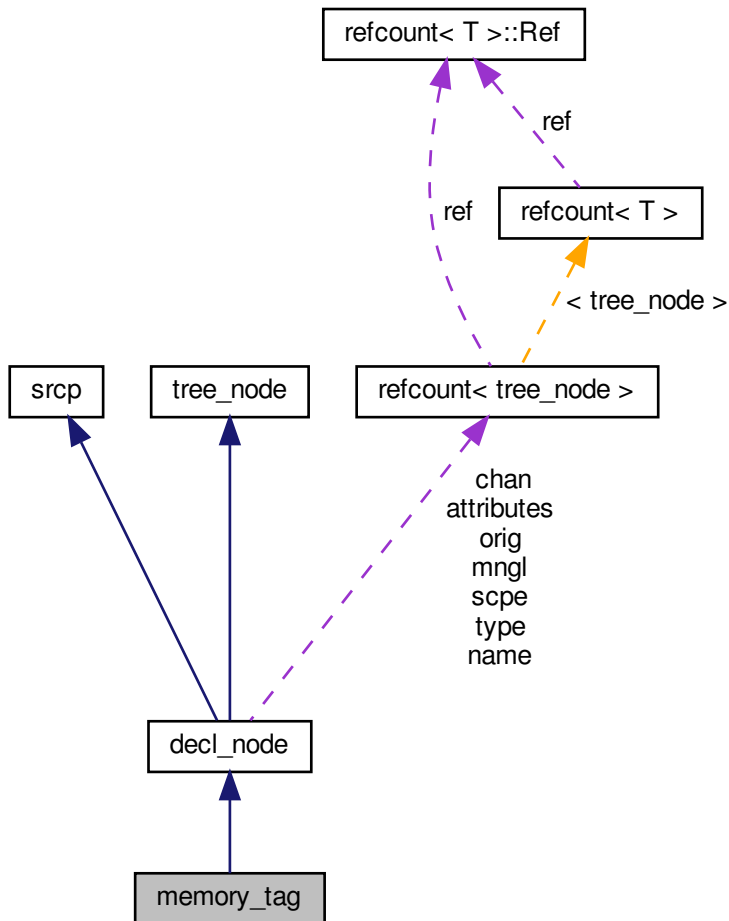 refcount< T >::Ref
ref
refcount< T >
ref
< tree_node >
srcp
tree_node
refcount< tree_node >
chan
attributes
orig
mngl
scpe
type
name
decl_node
memory_tag